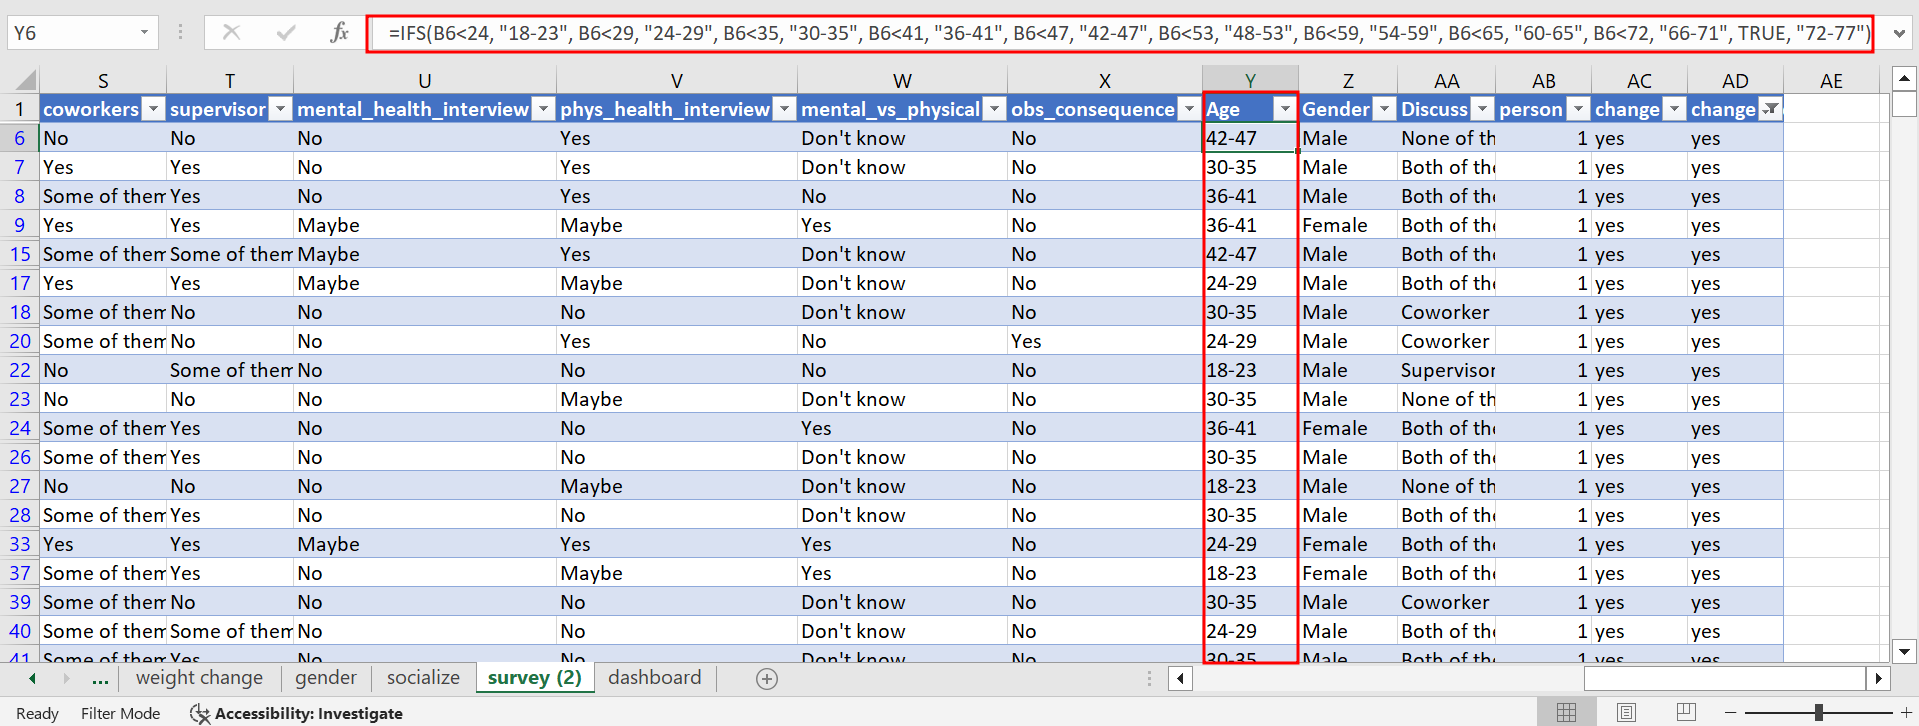 Y6 fx =IFS(B6<24, "18-23", B6<29, "24-29", B6<35, "30-35", B6<41, "36-41", B6<47, "42-47", B6<53, "48-53", B6<59, "54-59", B6<65, "60-65", B6<72, "66-71", TRUE, "72-77")
S T U V W X Y Z AA AB AC AD AE
1 coworkers supervisor mental_health_interview phys_health_interview mental_vs_physical obs_consequence Age Gender Discuss person change change
6 No No No Yes Don't know No 42-47 Male None of th 1 yes yes
7 Yes Yes No Yes Don't know No 30-35 Male Both of the 1 yes yes
8 Some of them Yes No Yes No No 36-41 Male Both of the 1 yes yes
9 Yes Yes Maybe Maybe Yes No 36-41 Female Both of the 1 yes yes
15 Some of them Some of them Maybe Yes Don't know No 42-47 Male Both of the 1 yes yes
17 Yes Yes Maybe Maybe Don't know No 24-29 Male Both of the 1 yes yes
18 Some of them No No No Don't know No 30-35 Male Coworker 1 yes yes
20 Some of them No No Yes No Yes 24-29 Male Coworker 1 yes yes
22 No Some of them No No No No 18-23 Male Supervisor 1 yes yes
23 No No No Maybe Don't know No 30-35 Male None of th 1 yes yes
24 Some of them Yes No No Yes No 36-41 Female Both of the 1 yes yes
26 Some of them Yes No No Don't know No 30-35 Male Both of the 1 yes yes
27 No No No Maybe Don't know No 18-23 Male None of th 1 yes yes
28 Some of them Yes No No Don't know No 30-35 Male Both of the 1 yes yes
33 Yes Yes Maybe Yes Yes No 24-29 Female Both of the 1 yes yes
37 Some of them Yes No Maybe Yes No 18-23 Female Both of the 1 yes yes
39 Some of them No No No Don't know No 30-35 Male Coworker 1 yes yes
40 Some of them Some of them No No Don't know No 24-29 Male Both of the 1 yes yes
41 Some of them Yes No No Don't know No 30-35 Male Both of the 1 yes yes
... weight change gender socialize survey (2) dashboard
Ready Filter Mode Accessibility: Investigate